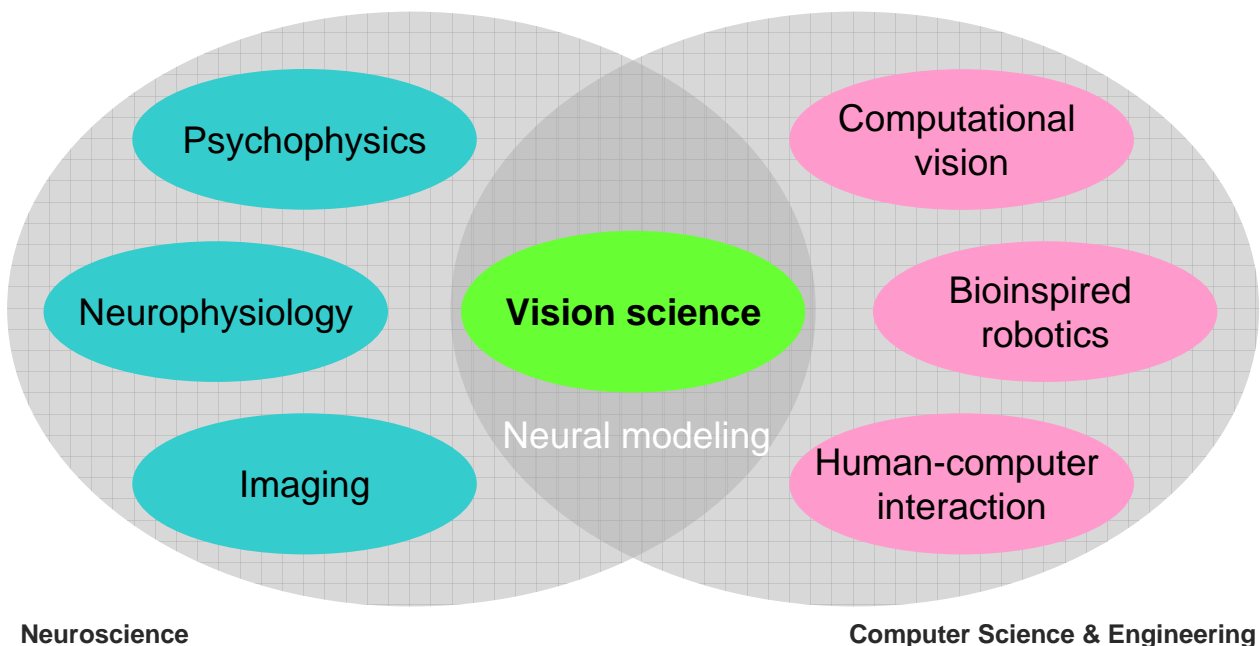 Psychophysics
Computational
vision
Neurophysiology
Vision science
Bioinspired
robotics
Neural modeling
Imaging
Human-computer
interaction
Neuroscience
Computer Science & Engineering